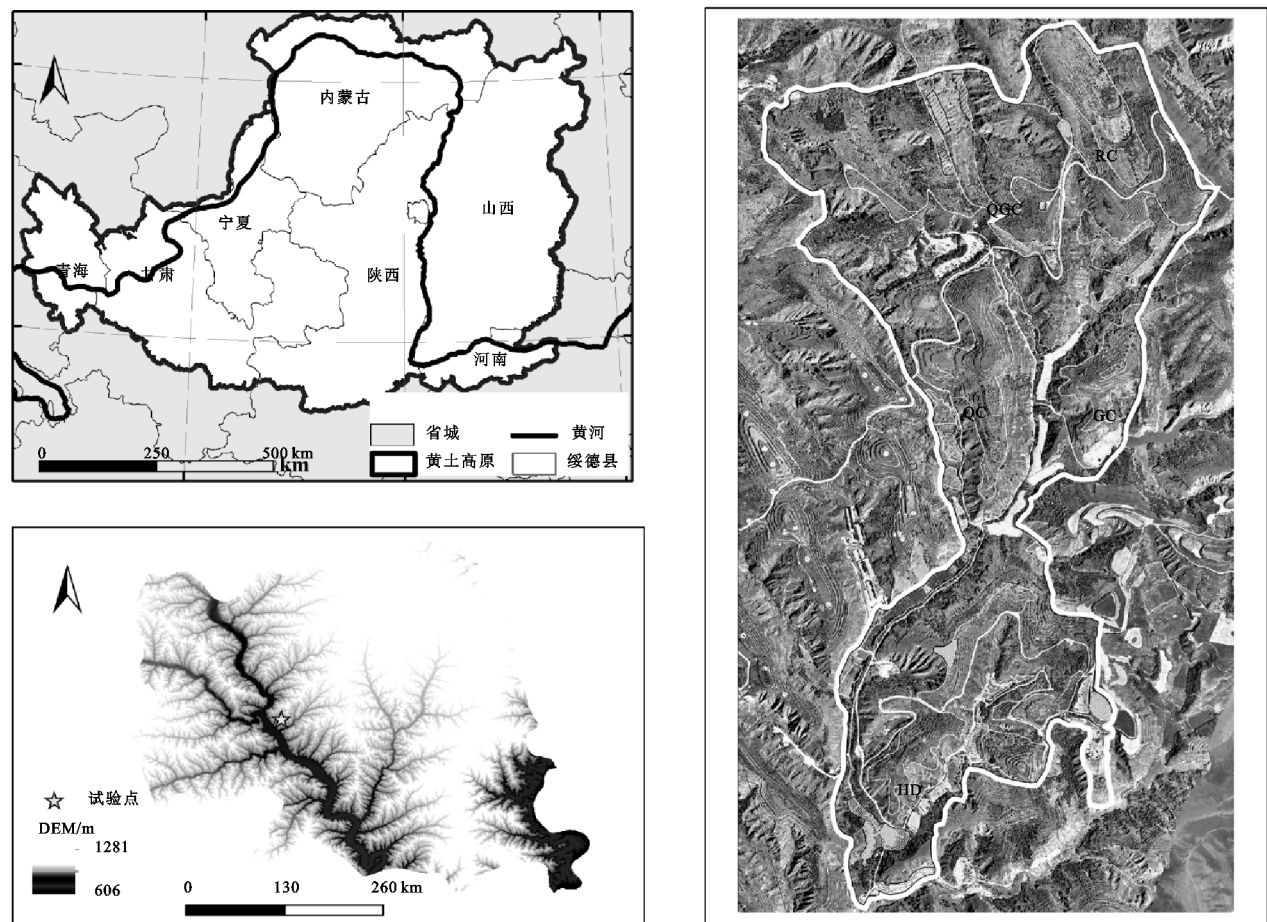 内蒙古
宁夏
山西
青海
甘肃
陕西
河南
省城
黄河
黄土高原
绥德县
0 250 500 km
km
试验点
DEM/m
1281
606
0 130 260 km
RC
QGC
QC
GC
HD